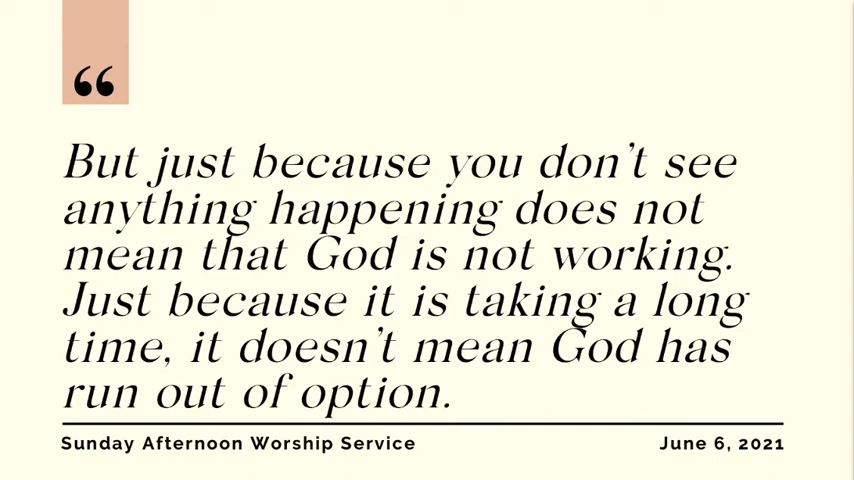 “
But just because you don’t see
anything happening does not
mean that God is not working.
Just because it is taking a long
time, it doesn’t mean God has
run out of option.
Sunday Afternoon Worship Service
June 6, 2021